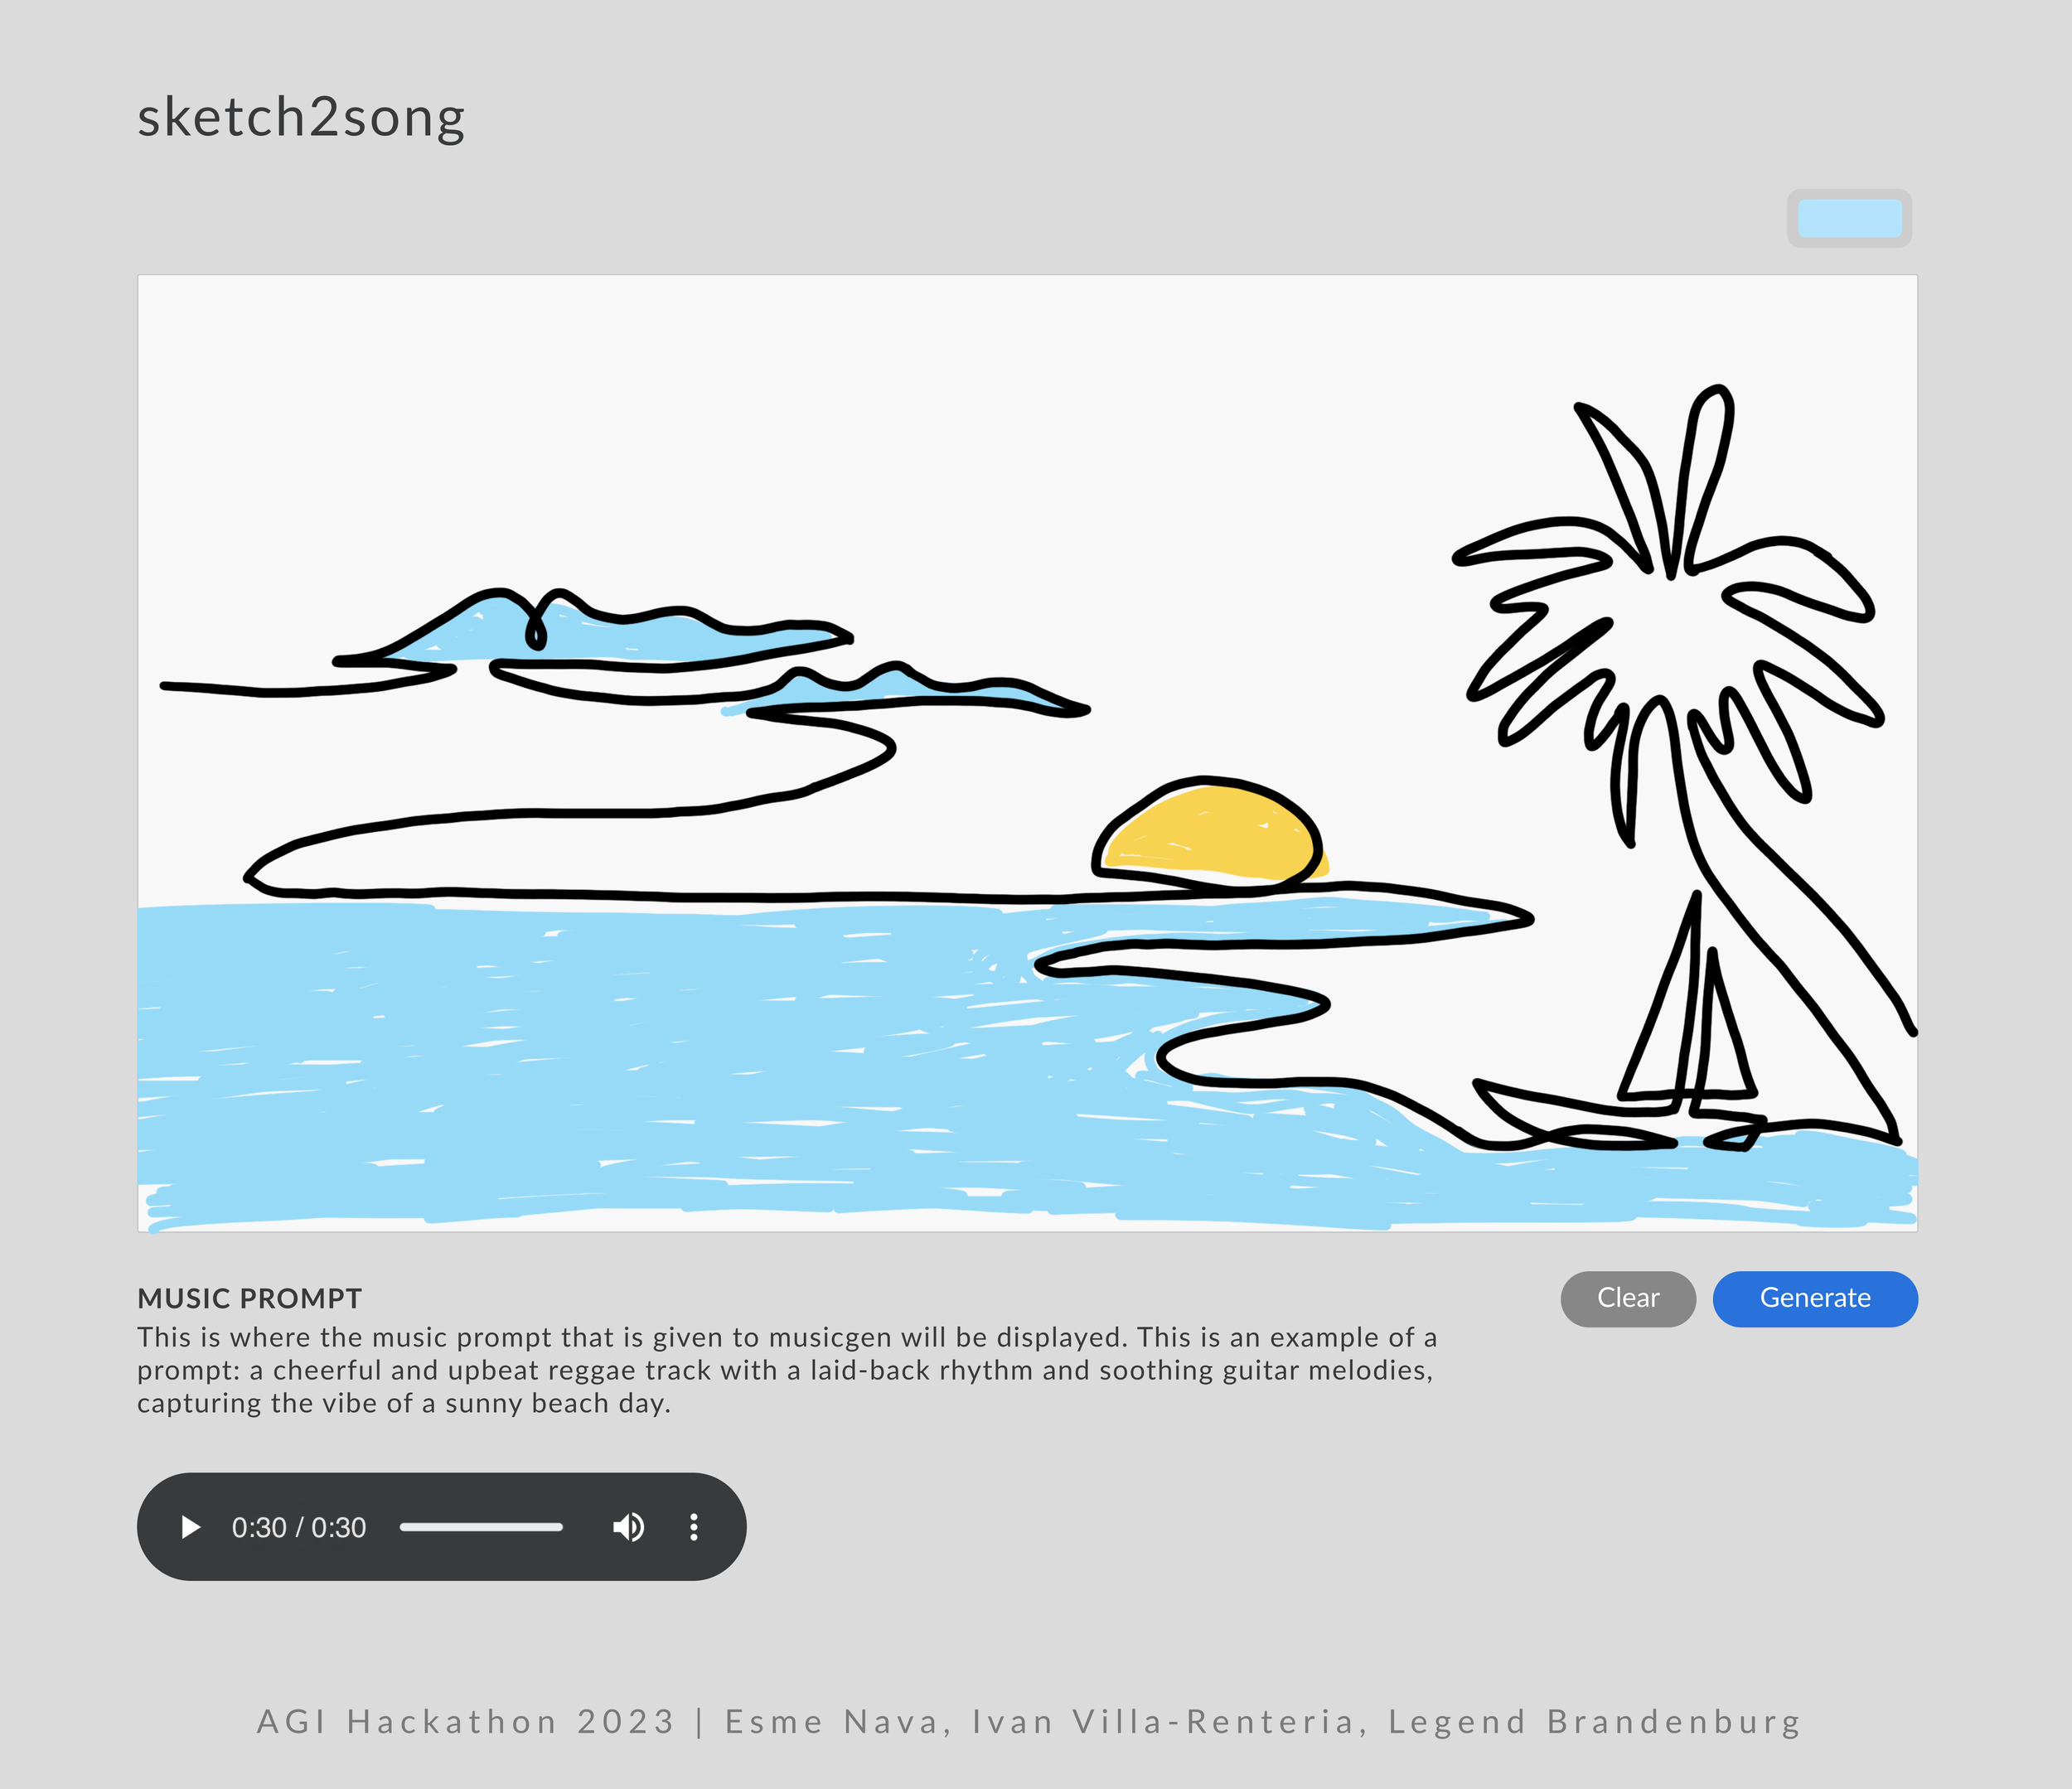 sketch2song
MUSIC PROMPT
Clear
Generate
This is where the music prompt that is given to musicgen will be displayed. This is an example of a
prompt: a cheerful and upbeat reggae track with a laid-back rhythm and soothing guitar melodies,
capturing the vibe of a sunny beach day.
0:30 / 0:30
AGI Hackathon 2023 | Esme Nava, Ivan Villa-Renteria, Legend Brandenburg